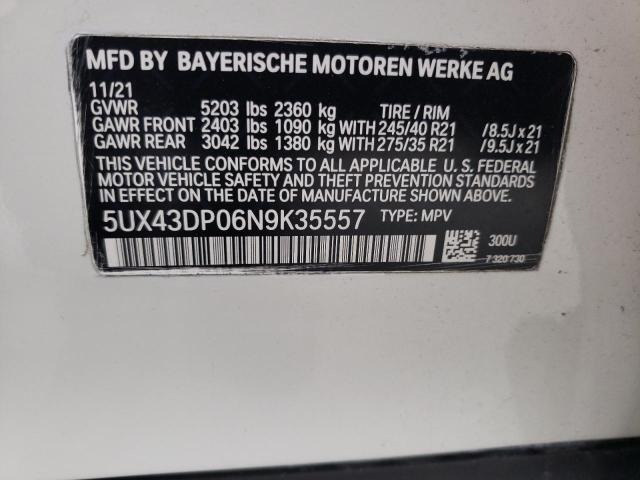 MFD BY BAYERISCHE MOTOREN WERKE AG
11/21
GVWR 5203 lbs 2360 kg TIRE / RIM
GAWR FRONT 2403 lbs 1090 kg WITH 245/40 R21 /8.5J x 21
GAWR REAR 3042 lbs 1380 kg WITH 275/35 R21 /9.5J x 21
THIS VEHICLE CONFORMS TO ALL APPLICABLE U. S. FEDERAL
MOTOR VEHICLE SAFETY AND THEFT PREVENTION STANDARDS
IN EFFECT ON THE DATE OF MANUFACTURE SHOWN ABOVE.
5UX43DP06N9K35557 TYPE: MPV
300U
7 320 730